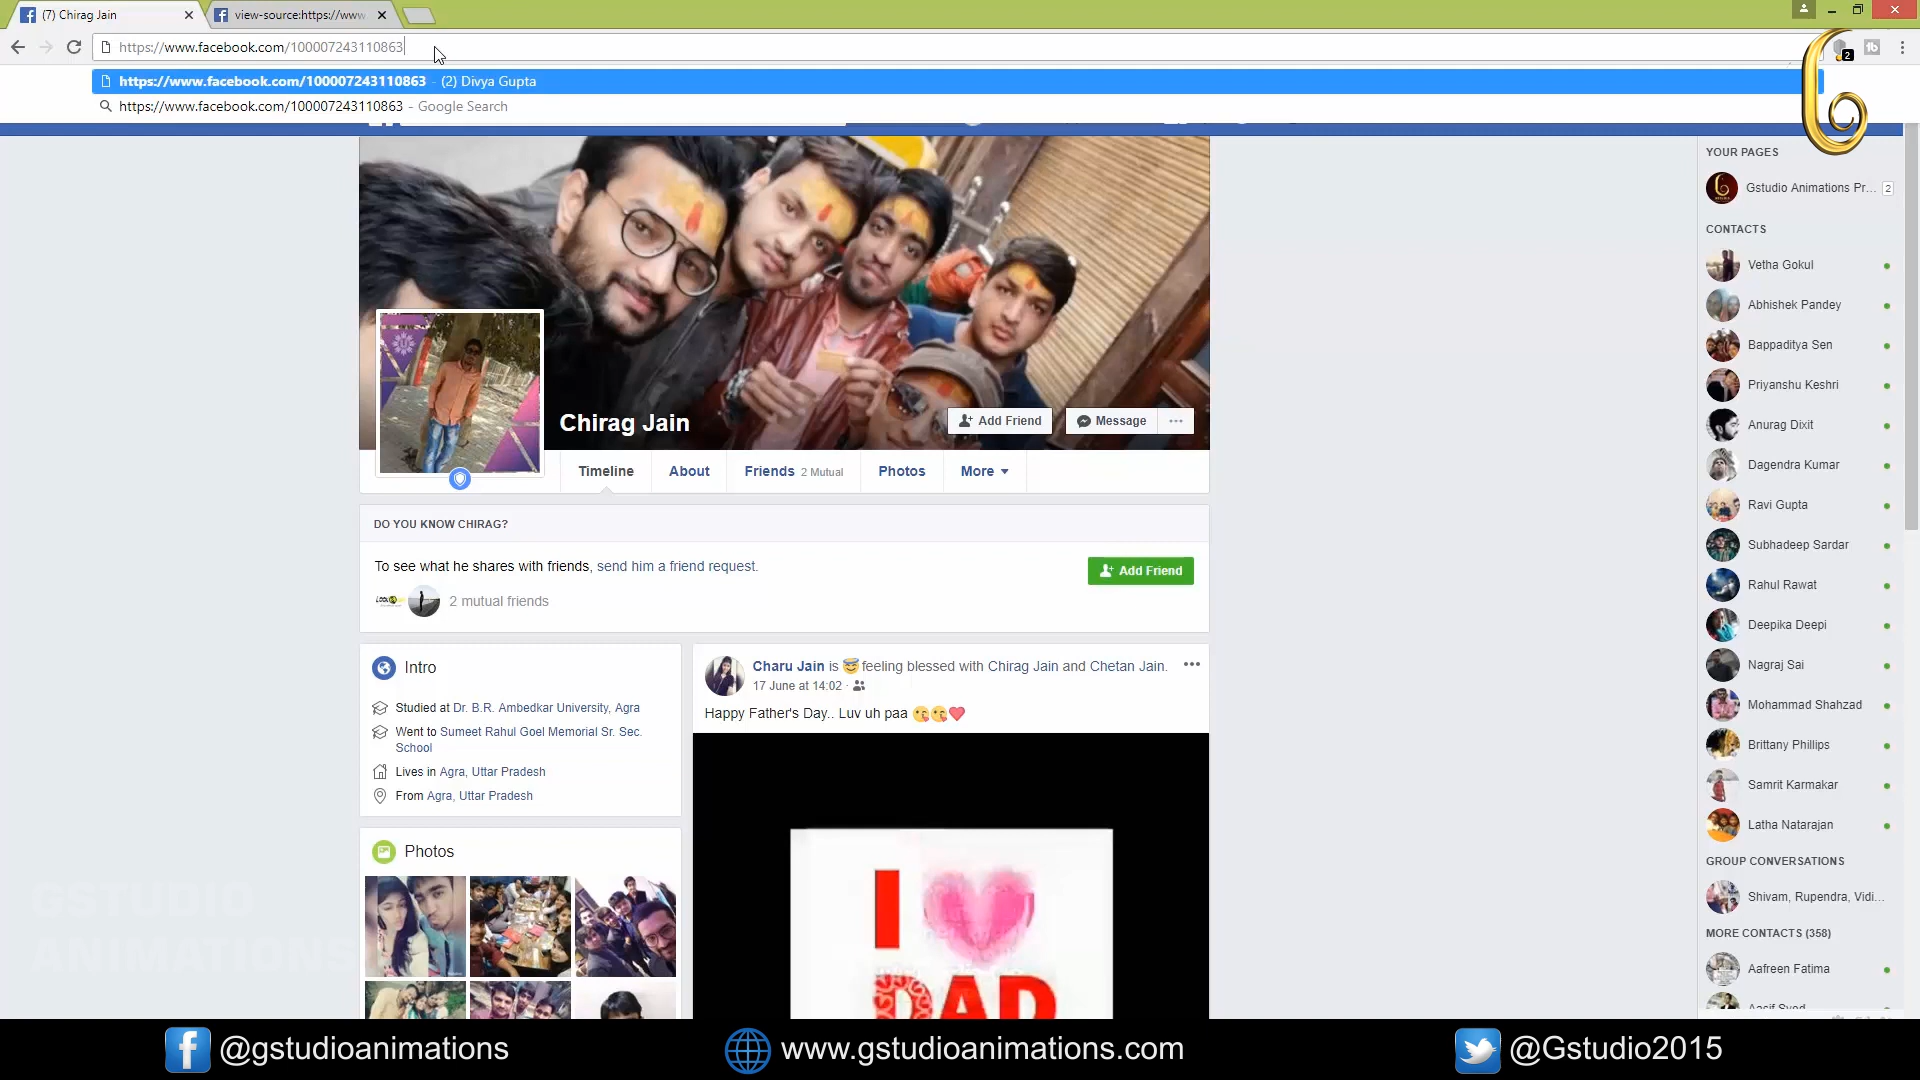 (7) Chirag Jain
view-source:https://www
https://www.facebook.com/100007243110863
https://www.facebook.com/100007243110863 - (2) Divya Gupta
https://www.facebook.com/100007243110863 - Google Search
2
Chirag Jain
Add Friend
Message
Timeline
About
Friends 2 Mutual
Photos
More
DO YOU KNOW CHIRAG?
To see what he shares with friends, send him a friend request.
Add Friend
2 mutual friends
Intro
Studied at Dr. B.R. Ambedkar University, Agra
Went to Sumeet Rahul Goel Memorial Sr. Sec.
School
Lives in Agra, Uttar Pradesh
From Agra, Uttar Pradesh
Photos
Charu Jain is feeling blessed with Chirag Jain and Chetan Jain.
17 June at 14:02
Happy Father's Day.. Luv uh paa
I
DAD
YOUR PAGES
Gstudio Animations Pr... 2
CONTACTS
Vetha Gokul
Abhishek Pandey
Bappaditya Sen
Priyanshu Keshri
Anurag Dixit
Dagendra Kumar
Ravi Gupta
Subhadeep Sardar
Rahul Rawat
Deepika Deepi
Nagraj Sai
Mohammad Shahzad
Brittany Phillips
Samrit Karmakar
Latha Natarajan
GROUP CONVERSATIONS
Shivam, Rupendra, Vidi...
MORE CONTACTS (358)
Aafreen Fatima
Aasif Syed
GSTUDIO
ANIMATIONS
@gstudioanimations
www.gstudioanimations.com
@Gstudio2015